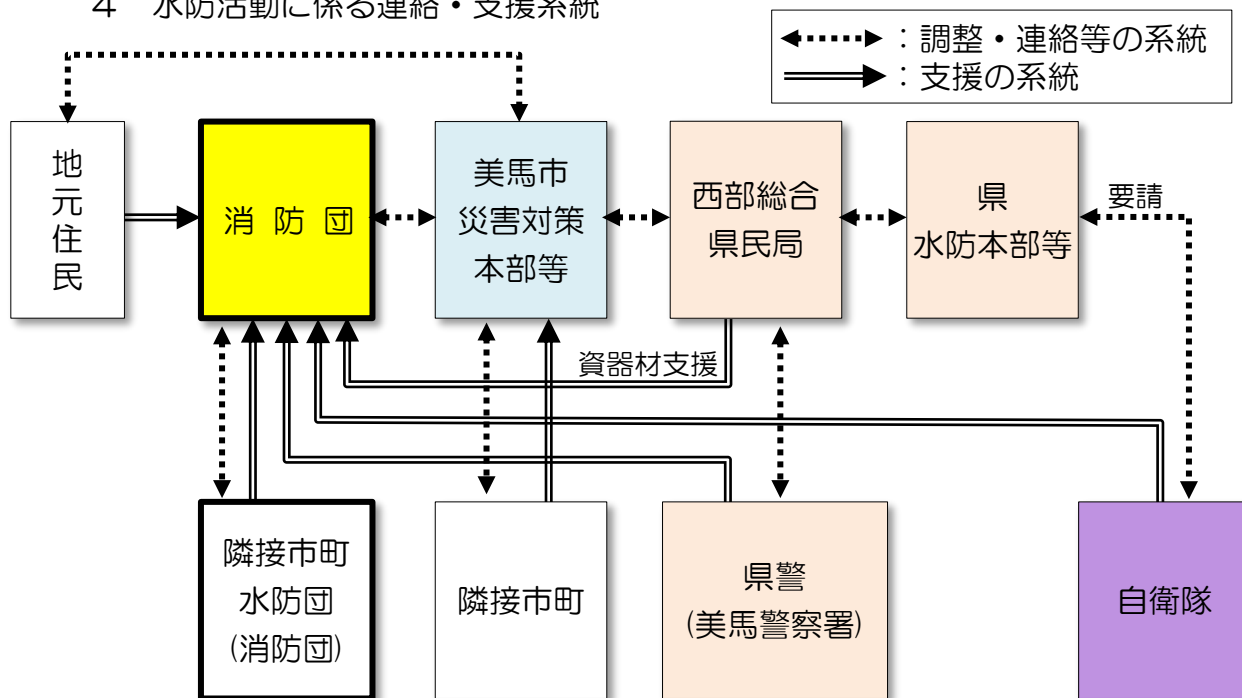 4　水防活動に係る連絡・支援系統
：調整・連絡等の系統
：支援の系統
地元住民
消 防 団
美馬市
災害対策
本部等
西部総合
県民局
県
水防本部等
要請
資器材支援
隣接市町
水防団
(消防団)
隣接市町
県警
(美馬警察署)
自衛隊